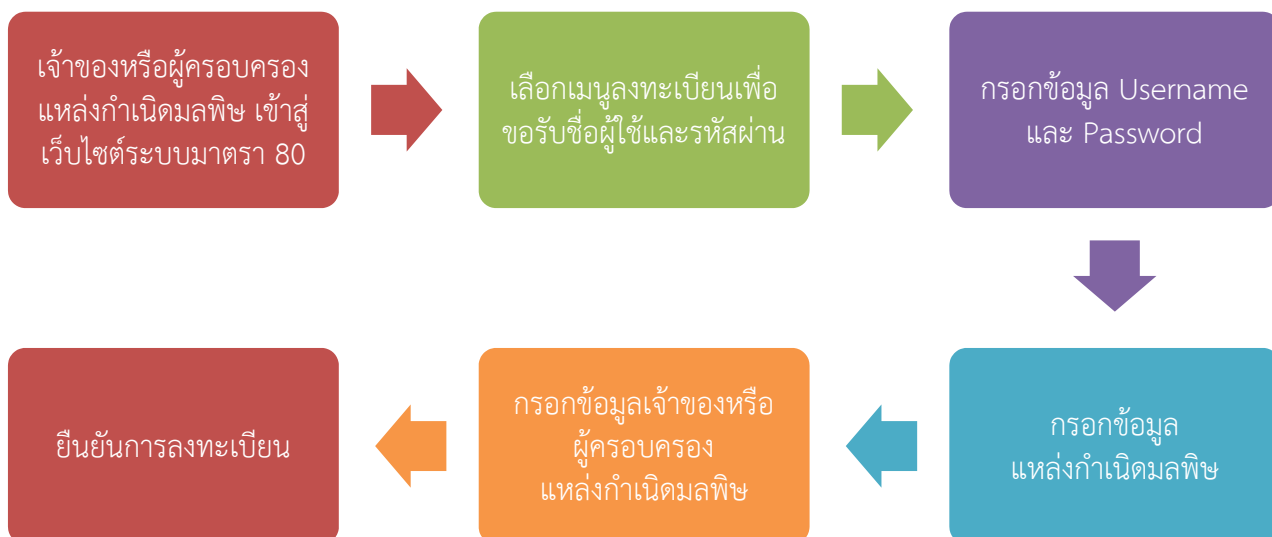 เจ้าของหรือผู้ครอบครอง
แหล่งกำเนิดมลพิษ เข้าสู่
เว็บไซต์ระบบมาตรา 80
เลือกเมนูลงทะเบียนเพื่อ
ขอรับชื่อผู้ใช้และรหัสผ่าน
กรอกข้อมูล Username
และ Password
กรอกข้อมูล
แหล่งกำเนิดมลพิษ
กรอกข้อมูลเจ้าของหรือ
ผู้ครอบครอง
แหล่งกำเนิดมลพิษ
ยืนยันการลงทะเบียน